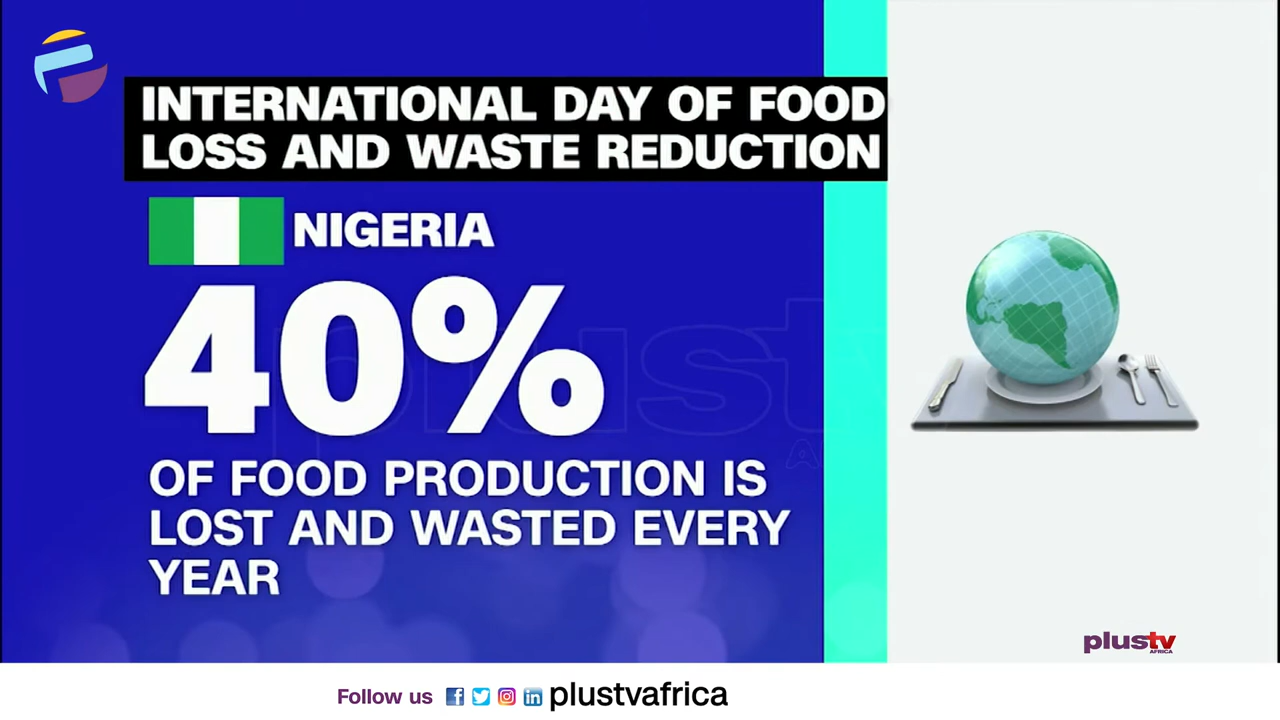 INTERNATIONAL DAY OF FOOD
LOSS AND WASTE REDUCTION
NIGERIA
40%
OF FOOD PRODUCTION IS
LOST AND WASTED EVERY
YEAR
plustv
AFRICA
Follow us plustvafrica